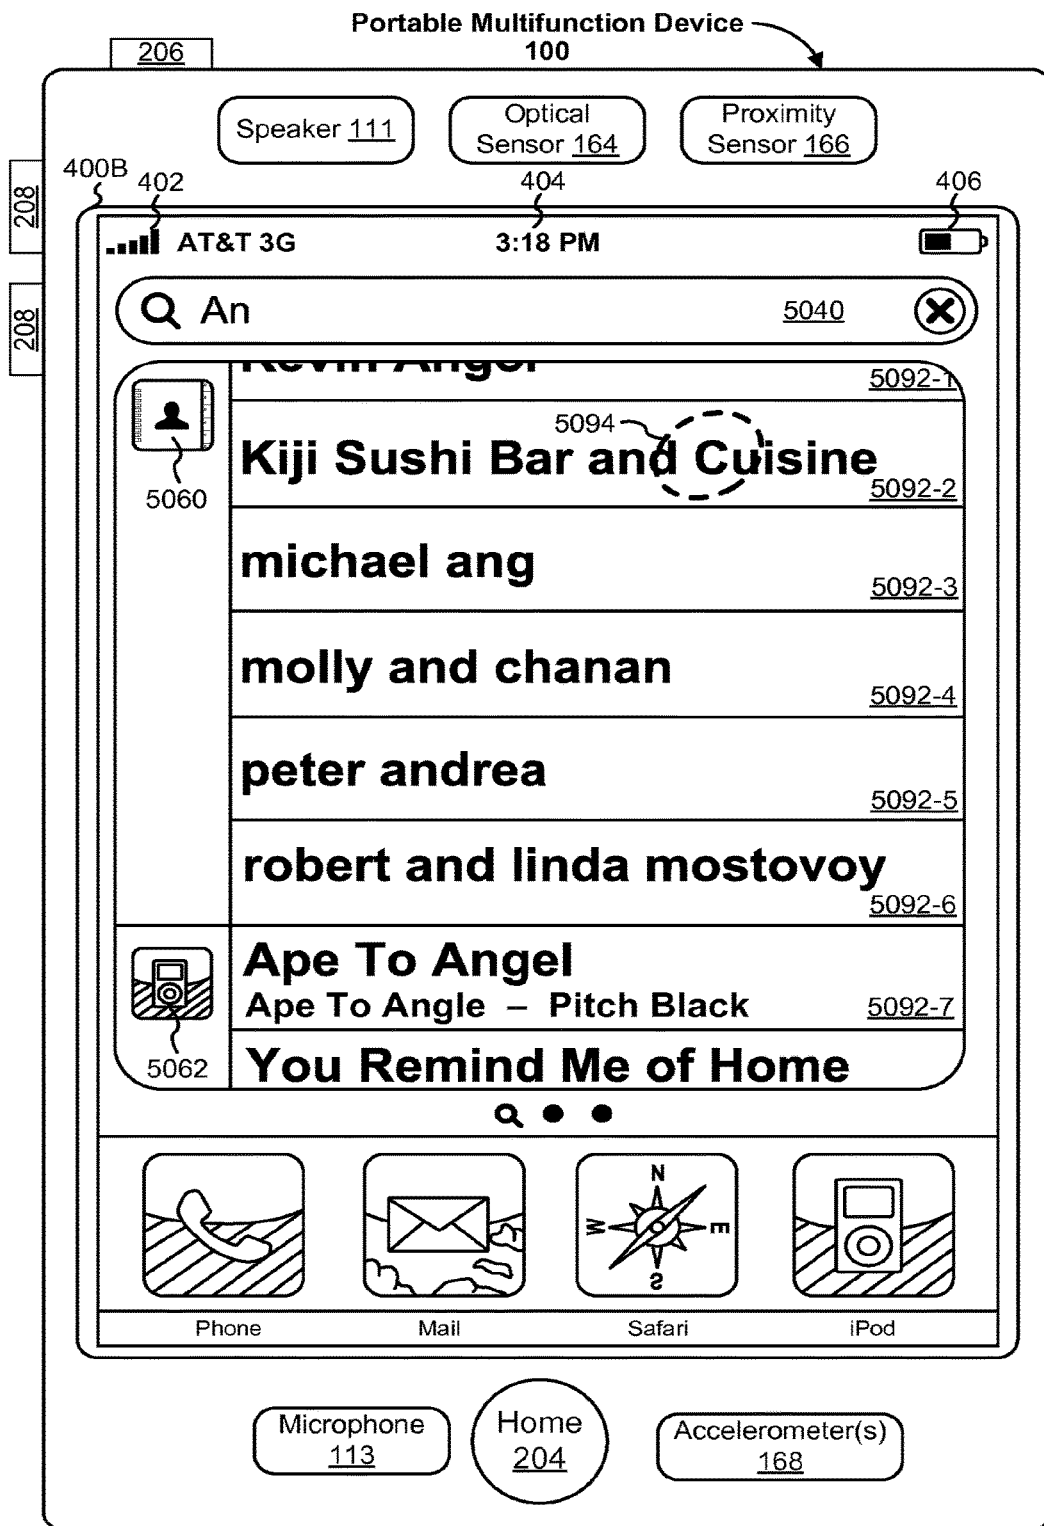 Portable Multifunction Device
100
206
Speaker 111
Optical
Sensor 164
Proximity
Sensor 166
208
208
400B
402
404
406
AT&T 3G
3:18 PM
An
5040
Kevin Angel
5092-1
5060
5094
Kiji Sushi Bar and Cuisine
5092-2
michael ang
5092-3
molly and chanan
5092-4
peter andrea
5092-5
robert and linda mostovoy
5092-6
5062
Ape To Angel
Ape To Angle – Pitch Black
5092-7
You Remind Me of Home
N
W
E
S
Phone
Mail
Safari
iPod
Microphone
113
Home
204
Accelerometer(s)
168